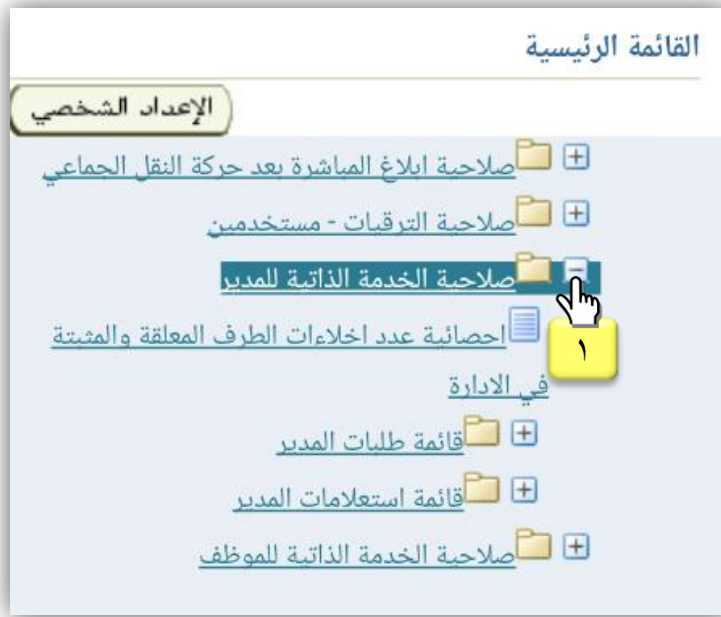 القائمة الرئيسية
الإعداد الشخصي
صلاحية ابلاغ المباشرة بعد حركة النقل الجماعي
صلاحية الترقيات - مستخدمين
صلاحية الخدمة الذاتية للمدير
احصائية عدد اخلاءات الطرف المعلقة والمثبتة
١
في الادارة
قائمة طلبات المدير
قائمة استعلامات المدير
صلاحية الخدمة الذاتية للموظف